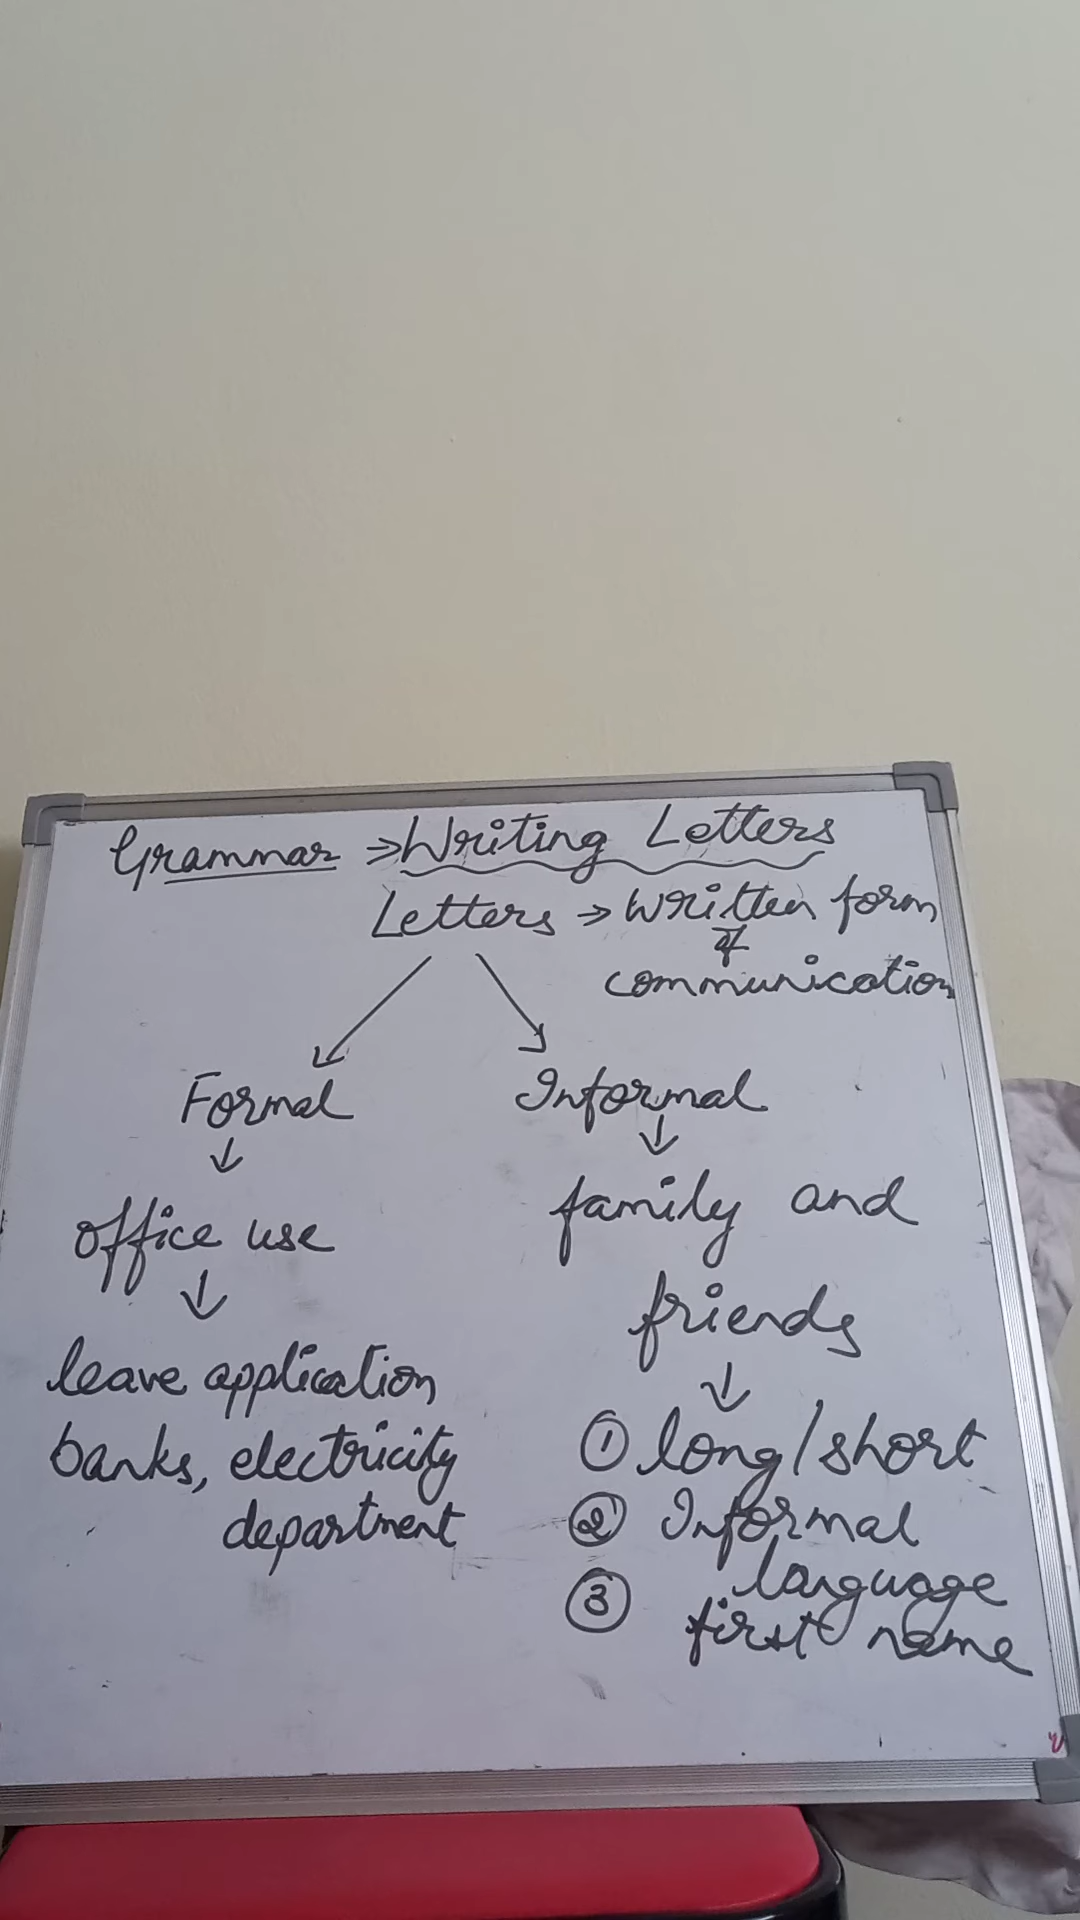 Grammar ⇒ Writing Letters
Letters → Written form
of
communication
Formal
Informal
↓
↓
office use
family and
friends
↓
↓
leave application
banks, electricity
department
① long/short
② Informal
language
③ first name